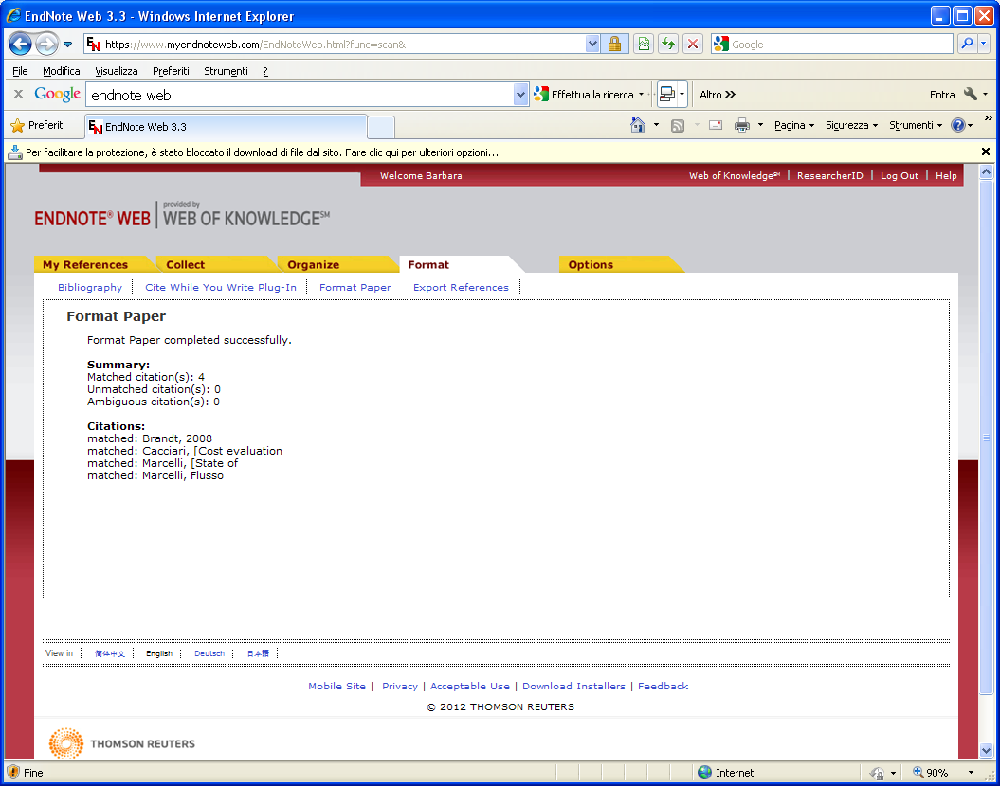 EndNote Web 3.3 - Windows Internet Explorer
https://www.myendnoteweb.com/EndNoteWeb.html?func=scan&
Google
File Modifica Visualizza Preferiti Strumenti ?
x Google endnote web Effettua la ricerca Altro >> Entra
Preferiti EndNote Web 3.3 Pagina Sicurezza Strumenti
Per facilitare la protezione, è stato bloccato il download di file dal sito. Fare clic qui per ulteriori opzioni...
Welcome Barbara Web of Knowledge℠ | ResearcherID | Log Out | Help
ENDNOTE® WEB provided by WEB OF KNOWLEDGE℠
My References Collect Organize Format Options
Bibliography Cite While You Write Plug-In Format Paper Export References
Format Paper
Format Paper completed successfully.
Summary:
Matched citation(s): 4
Unmatched citation(s): 0
Ambiguous citation(s): 0
Citations:
matched: Brandt, 2008
matched: Cacciari, [Cost evaluation
matched: Marcelli, [State of
matched: Marcelli, Flusso
View in 简体中文 English Deutsch 日本語
Mobile Site | Privacy | Acceptable Use | Download Installers | Feedback
© 2012 THOMSON REUTERS
THOMSON REUTERS
Fine Internet 90%